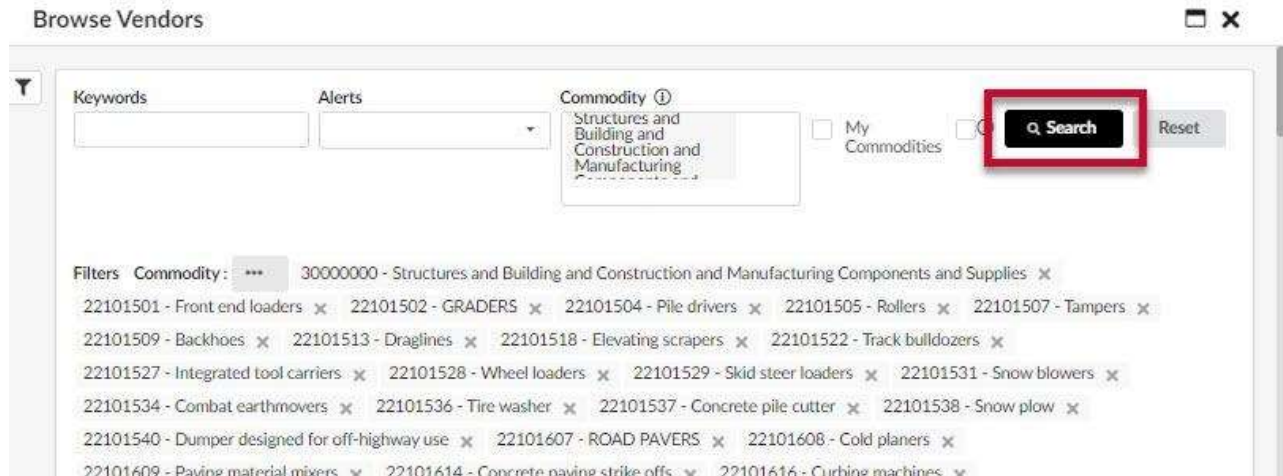 Browse Vendors
Keywords
Alerts
Commodity
Structures and
Building and
Construction and
Manufacturing
My
Commodities
Search
Reset
Filters Commodity: ••• 30000000 - Structures and Building and Construction and Manufacturing Components and Supplies ×
22101501 - Front end loaders × 22101502 - GRADERS × 22101504 - Pile drivers × 22101505 - Rollers × 22101507 - Tampers ×
22101509 - Backhoes × 22101513 - Draglines × 22101518 - Elevating scrapers × 22101522 - Track bulldozers ×
22101527 - Integrated tool carriers × 22101528 - Wheel loaders × 22101529 - Skid steer loaders × 22101531 - Snow blowers ×
22101534 - Combat earthmovers × 22101536 - Tire washer × 22101537 - Concrete pile cutter × 22101538 - Snow plow ×
22101540 - Dumper designed for off-highway use × 22101607 - ROAD PAVERS × 22101608 - Cold planers ×
22101609 - Paving material mixers × 22101614 - Concrete paving strike offs × 22101616 - Curbing machines ×